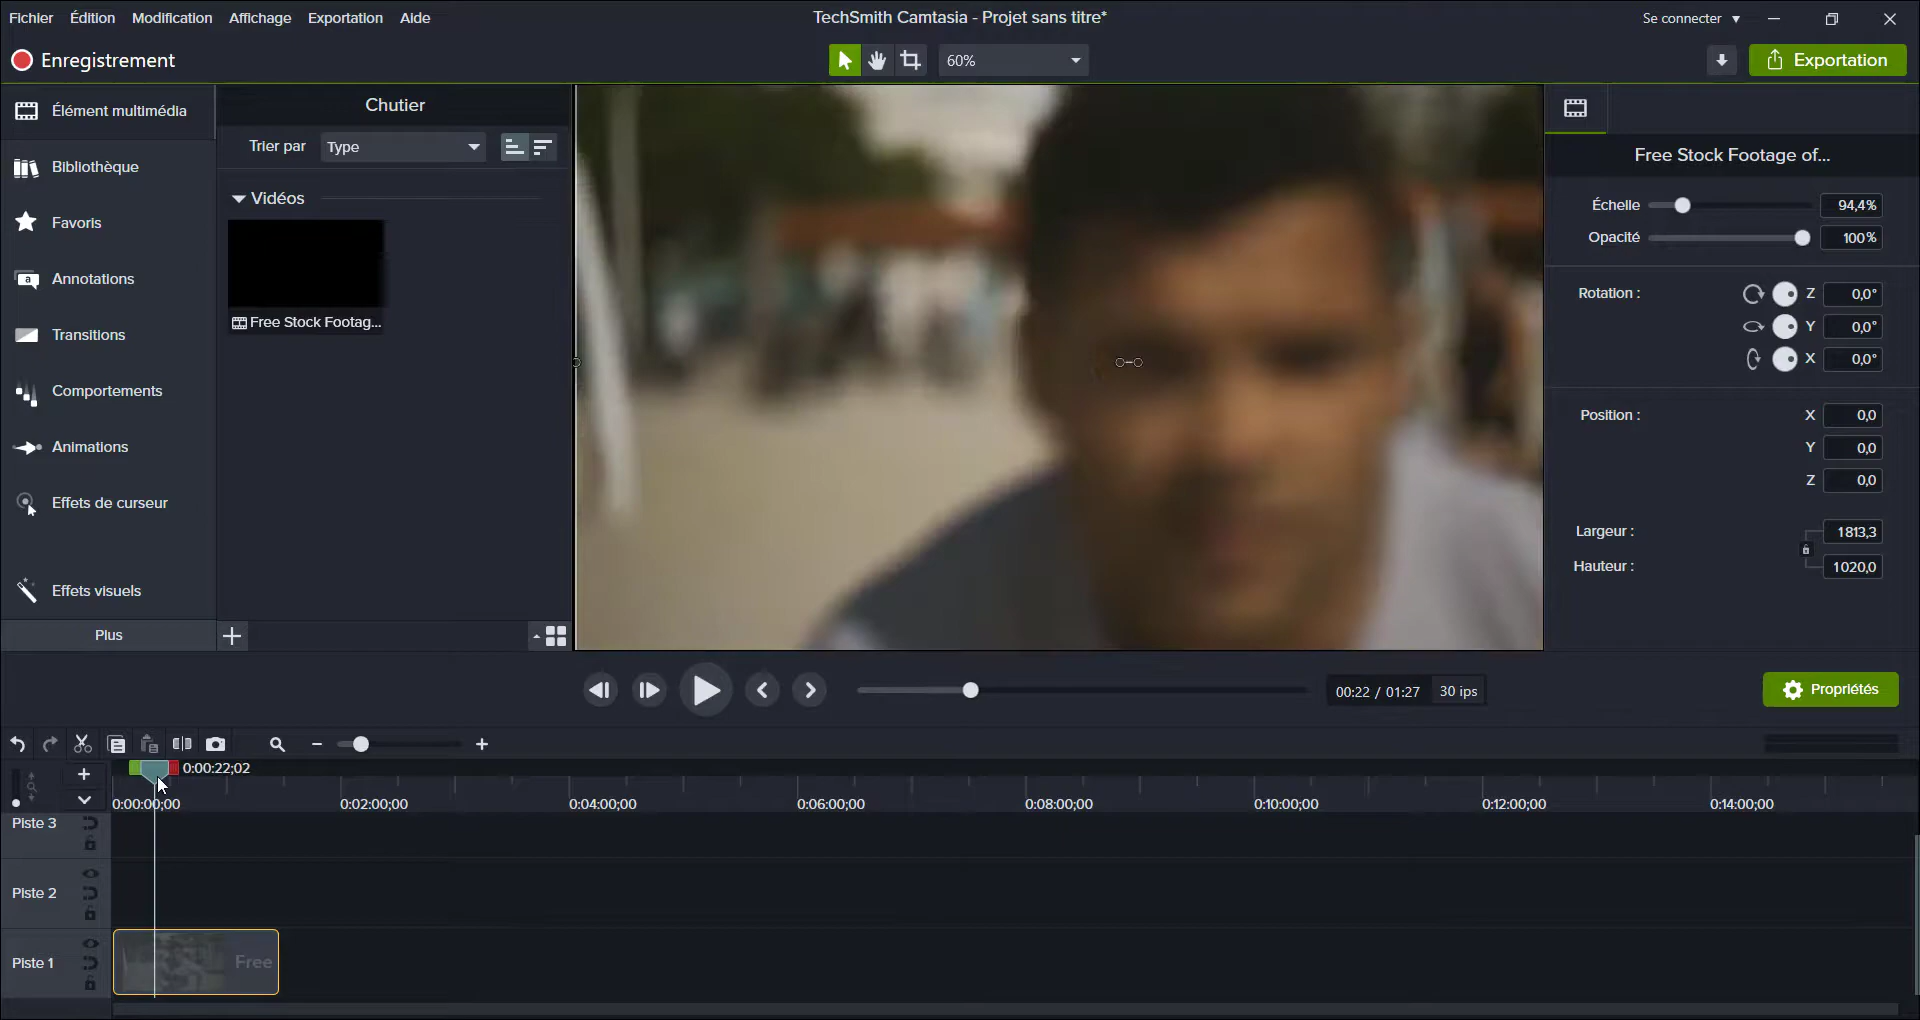 Fichier Édition Modification Affichage Exportation Aide
TechSmith Camtasia - Projet sans titre*
Se connecter
Enregistrement
60%
Exportation
Élément multimédia
Bibliothèque
Favoris
Annotations
Transitions
Comportements
Animations
Effets de curseur
Effets visuels
Plus
Chutier
Trier par Type
Vidéos
Free Stock Footag...
Free Stock Footage of...
Échelle 94,4%
Opacité 100%
Rotation : Z 0,0°
Y 0,0°
X 0,0°
Position : X 0,0
Y 0,0
Z 0,0
Largeur : 1813,3
Hauteur : 1020,0
00:22 / 01:27 30 ips
Propriétés
0:00:22;02
0:00:00;00 0:02:00;00 0:04:00;00 0:06:00;00 0:08:00;00 0:10:00;00 0:12:00;00 0:14:00;00
Piste 3
Piste 2
Piste 1
Free